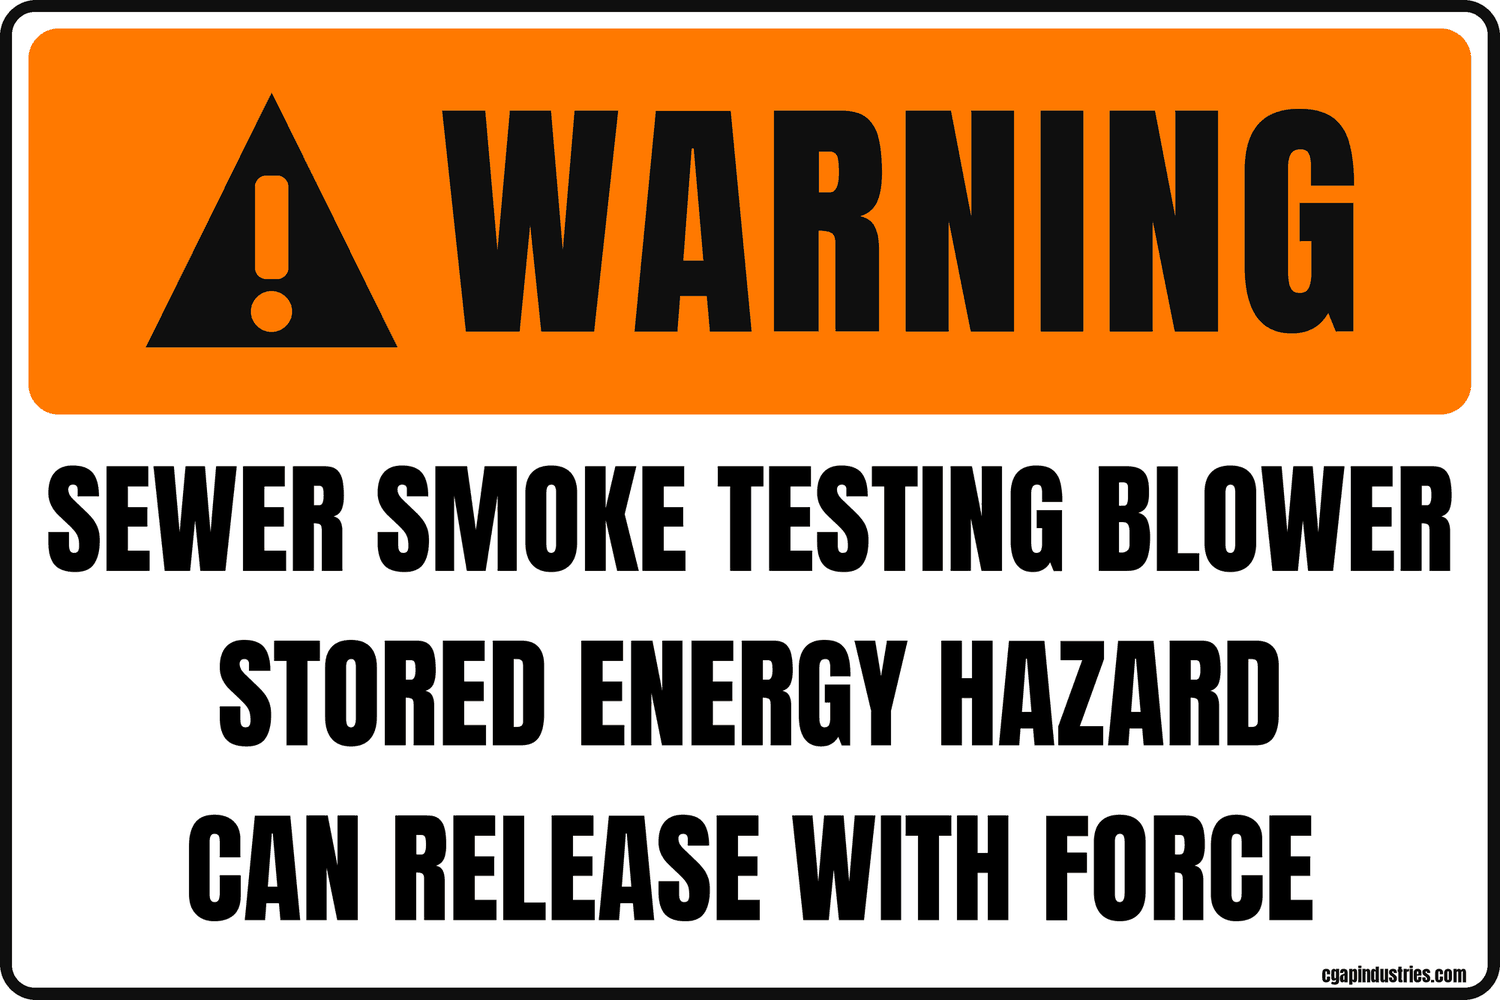 WARNING
SEWER SMOKE TESTING BLOWER
STORED ENERGY HAZARD
CAN RELEASE WITH FORCE
cgapindustries.com